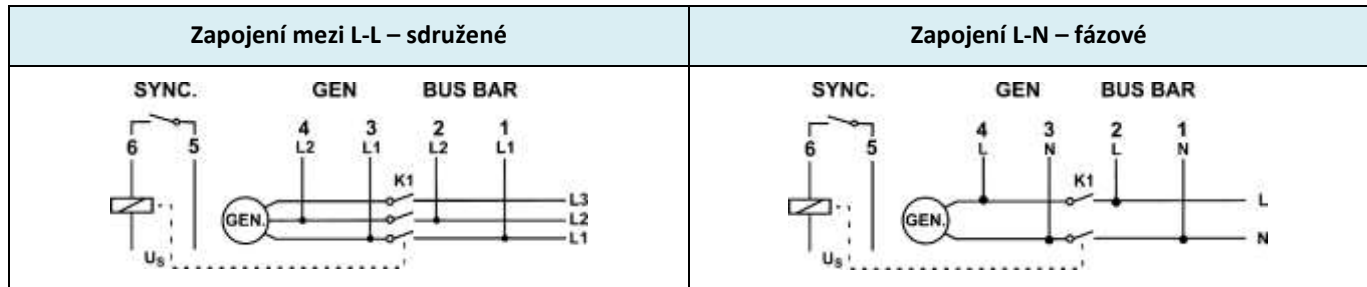 Zapojení mezi L-L – sdružené
Zapojení L-N – fázové
SYNC. GEN BUS BAR
4 3 2 1
6 5 L2 L1 L2 L1
K1
L3
GEN. L2
L1
Us
SYNC. GEN BUS BAR
4 3 2 1
6 5 L N L N
K1
L
GEN.
N
Us